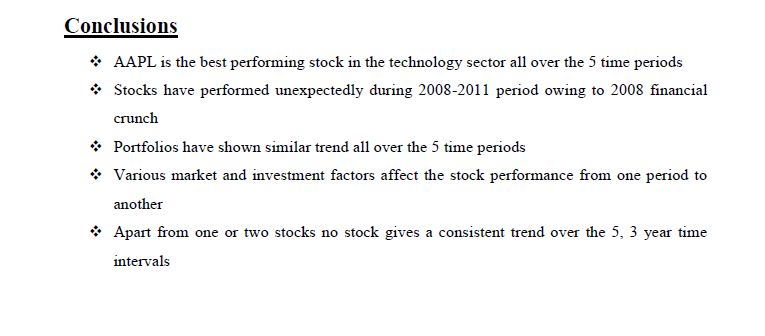 Conclusions
❖ AAPL is the best performing stock in the technology sector all over the 5 time periods
❖ Stocks have performed unexpectedly during 2008-2011 period owing to 2008 financial
crunch
❖ Portfolios have shown similar trend all over the 5 time periods
❖ Various market and investment factors affect the stock performance from one period to
another
❖ Apart from one or two stocks no stock gives a consistent trend over the 5, 3 year time
intervals